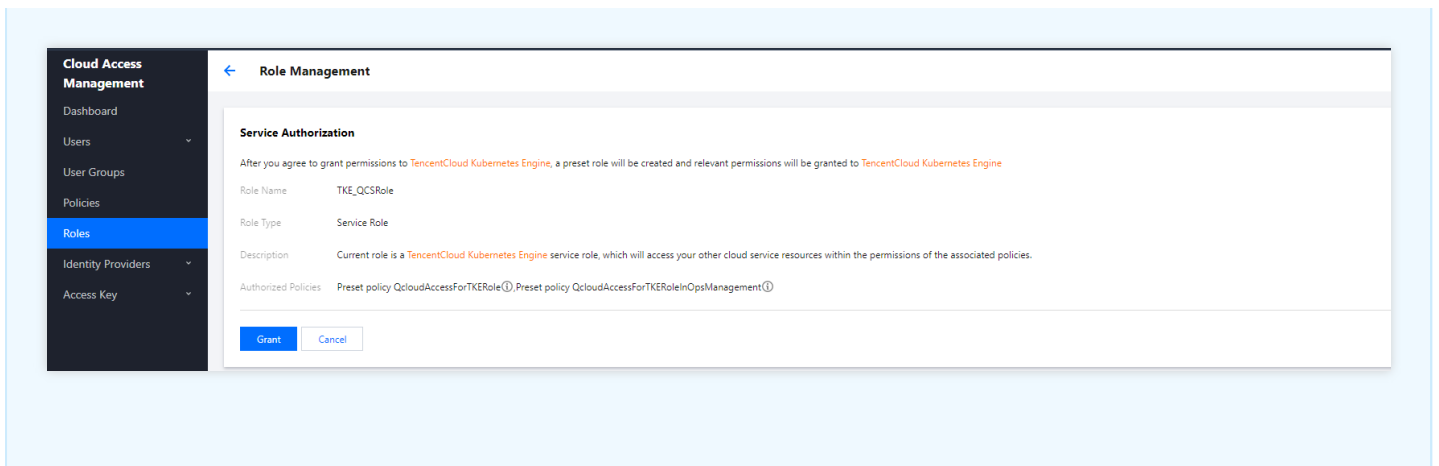 Cloud Access
Management
Dashboard
Users
User Groups
Policies
Roles
Identity Providers
Access Key
Role Management
Service Authorization
After you agree to grant permissions to TencentCloud Kubernetes Engine, a preset role will be created and relevant permissions will be granted to TencentCloud Kubernetes Engine
Role Name TKE_QCSRole
Role Type Service Role
Description Current role is a TencentCloud Kubernetes Engine service role, which will access your other cloud service resources within the permissions of the associated policies.
Authorized Policies Preset policy QcloudAccessForTKERole,Preset policy QcloudAccessForTKERoleInOpsManagement
Grant Cancel